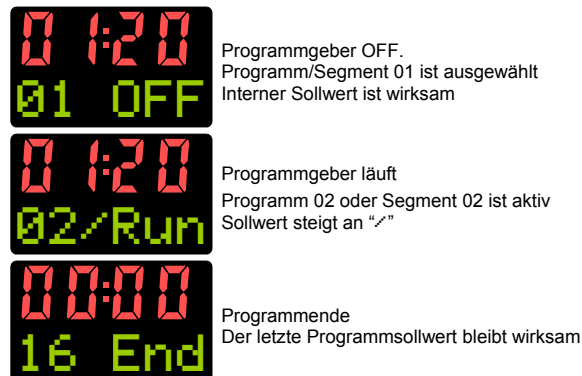 01:20
01 OFF
Programmgeber OFF.
Programm/Segment 01 ist ausgewählt
Interner Sollwert ist wirksam
01:20
02/Run
Programmgeber läuft
Programm 02 oder Segment 02 ist aktiv
Sollwert steigt an “⁄”
00:00
16 End
Programmende
Der letzte Programmsollwert bleibt wirksam